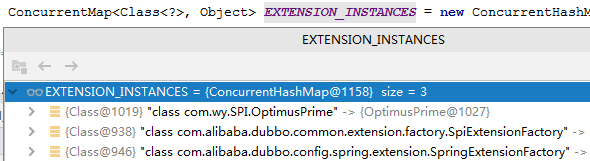 ConcurrentMap<Class<?>, Object> EXTENSION_INSTANCES = new ConcurrentHashM
EXTENSION_INSTANCES
EXTENSION_INSTANCES = {ConcurrentHashMap@1158} size = 3
{Class@1019} "class com.wy.SPI.OptimusPrime" -> {OptimusPrime@1027}
{Class@938} "class com.alibaba.dubbo.common.extension.factory.SpiExtensionFactory" ->
{Class@946} "class com.alibaba.dubbo.config.spring.extension.SpringExtensionFactory" ->